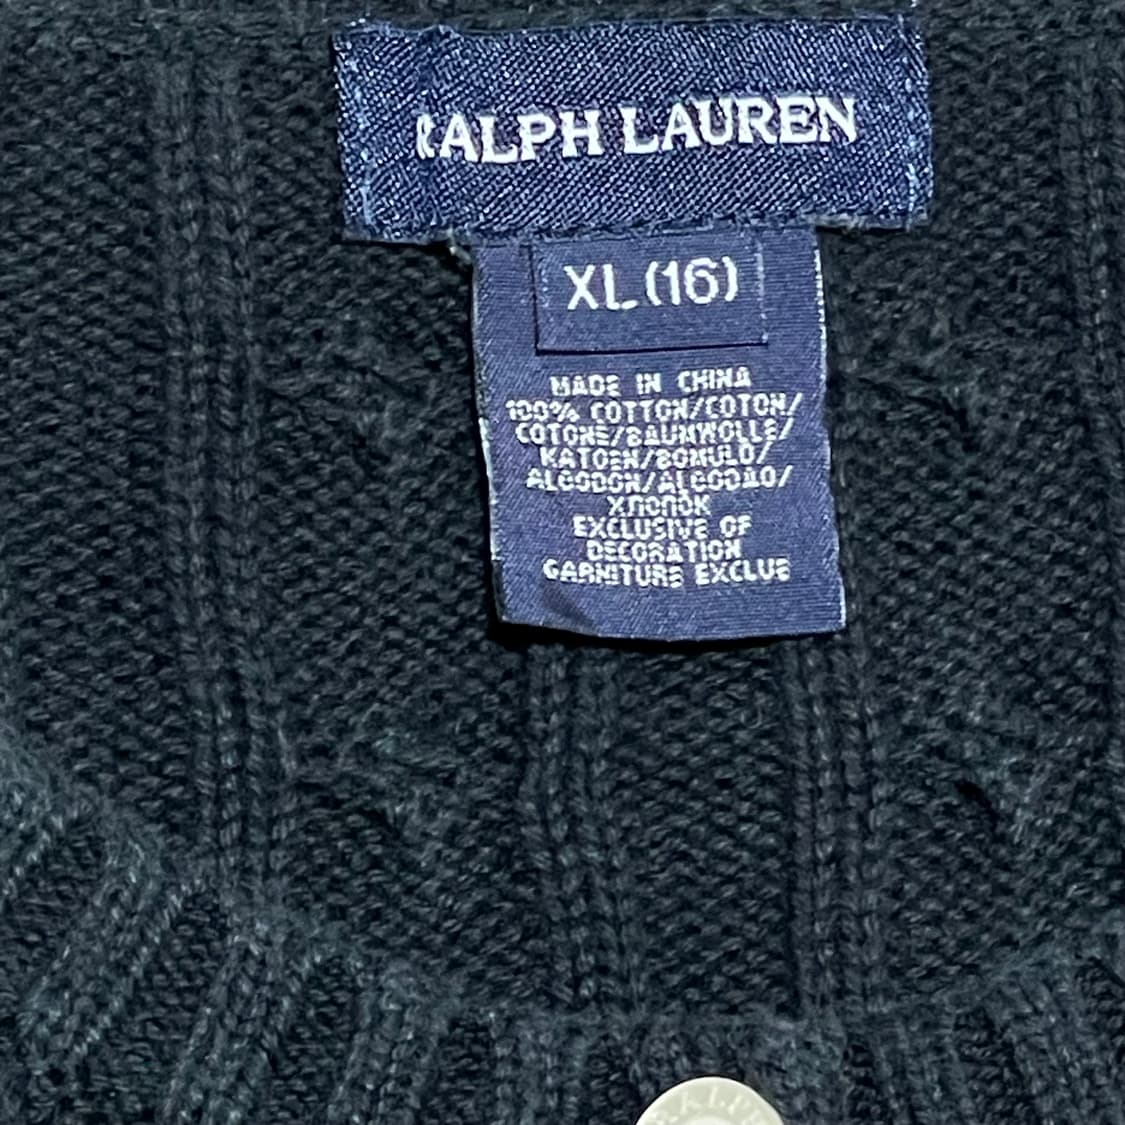 RALPH LAUREN
XL (16)
MADE IN CHINA
100% COTTON/COTON/
COTONE/BAUMWOLLE/
KATOEN/BOMULD/
ALGODON/ALGODAO/
ХЛОПОК
EXCLUSIVE OF
DECORATION
GARNITURE EXCLUE
RALPH